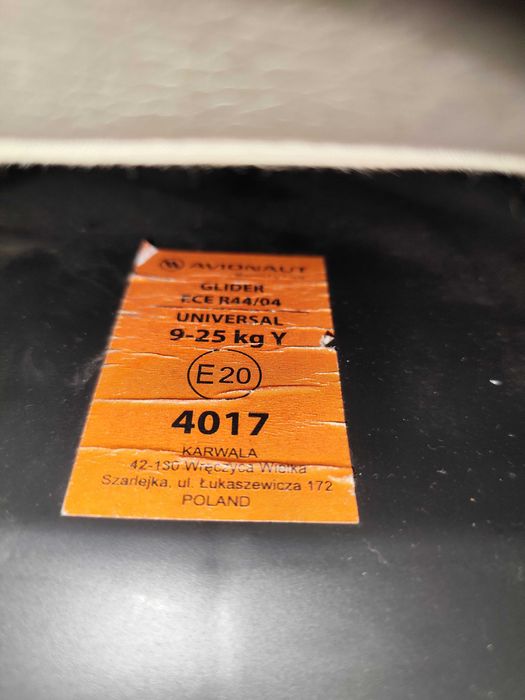 AVIONAUT
GLIDER
ECE R44/04
UNIVERSAL
9-25 kg Y
E 20
4017
KARWALA
42-130 Wręczyca Wielka
Szarlejka, ul. Łukaszewicza 172
POLAND